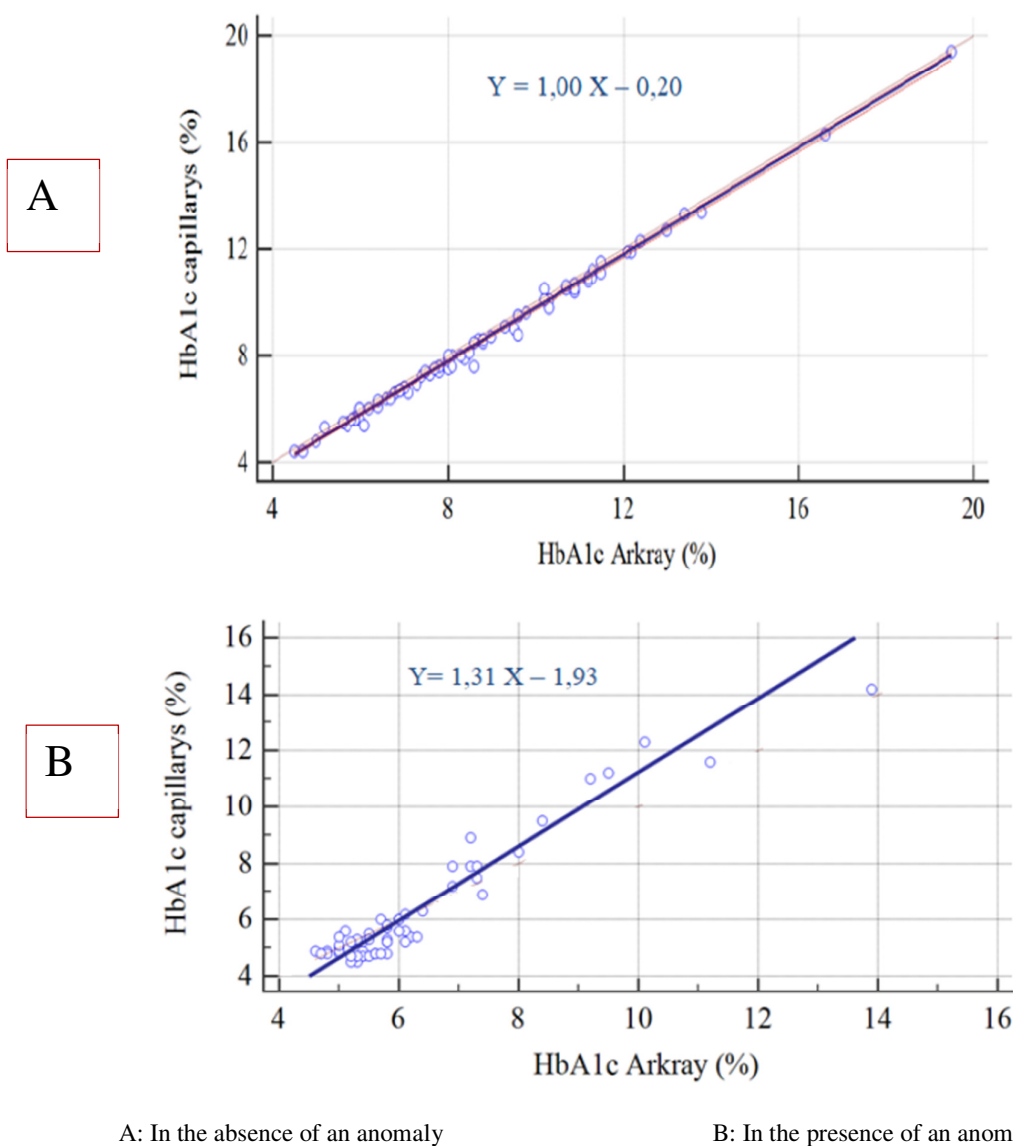 A
20
16
12
8
4
HbA1c capillarys (%)
Y = 1,00 X – 0,20
4 8 12 16 20
HbA1c Arkray (%)
B
16
14
12
10
8
6
4
HbA1c capillarys (%)
Y= 1,31 X – 1,93
4 6 8 10 12 14 16
HbA1c Arkray (%)
A: In the absence of an anomaly B: In the presence of an anom